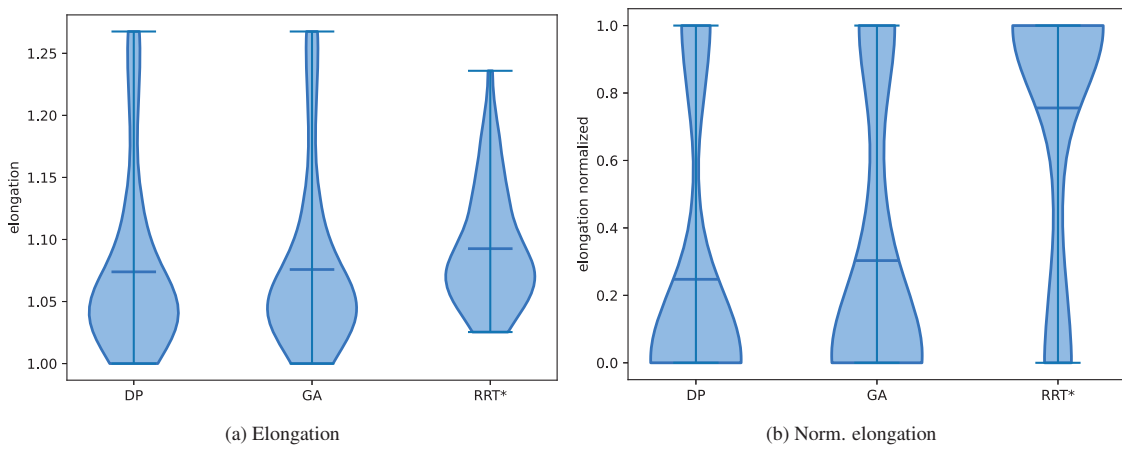 elongation
1.25
1.20
1.15
1.10
1.05
1.00
DP GA RRT*
(a) Elongation
elongation normalized
1.0
0.8
0.6
0.4
0.2
0.0
DP GA RRT*
(b) Norm. elongation